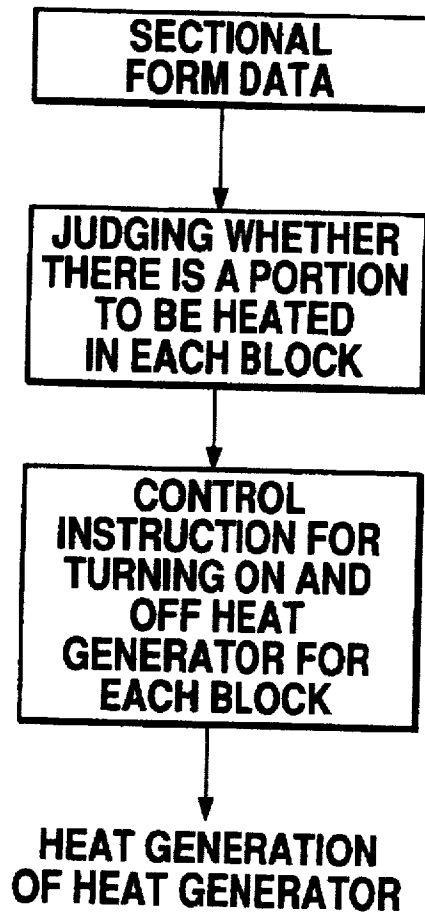 SECTIONAL
FORM DATA
JUDGING WHETHER
THERE IS A PORTION
TO BE HEATED
IN EACH BLOCK
CONTROL
INSTRUCTION FOR
TURNING ON AND
OFF HEAT
GENERATOR FOR
EACH BLOCK
HEAT GENERATION
OF HEAT GENERATOR